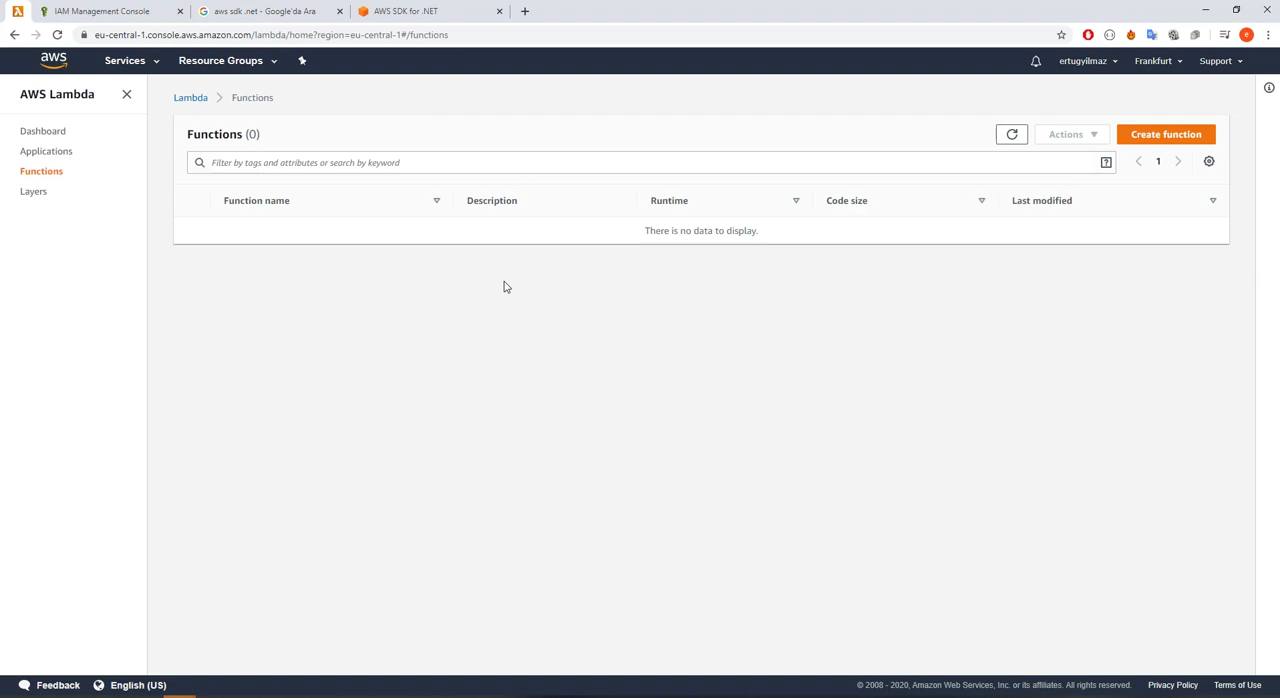 IAM Management Console
aws sdk .net - Google'da Ara
AWS SDK for .NET
eu-central-1.console.aws.amazon.com/lambda/home?region=eu-central-1#/functions
e
aws
Services
Resource Groups
ertugyilmaz
Frankfurt
Support
AWS Lambda
Dashboard
Applications
Functions
Layers
Lambda > Functions
Functions (0)
Actions
Create function
Filter by tags and attributes or search by keyword
1
Function name
Description
Runtime
Code size
Last modified
There is no data to display.
Feedback
English (US)
© 2008 - 2020, Amazon Web Services, Inc. or its affiliates. All rights reserved.
Privacy Policy
Terms of Use